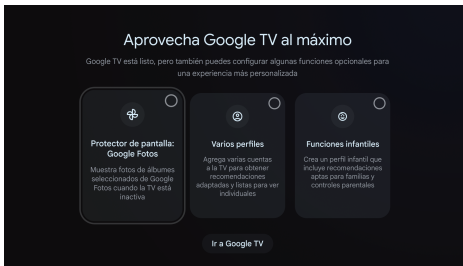 Aprovecha Google TV al máximo
Google TV está listo, pero también puedes configurar algunas funciones opcionales para
una experiencia más personalizada
Protector de pantalla:
Google Fotos
Muestra fotos de álbumes
seleccionados de Google
Fotos cuando la TV está
inactiva
Varios perfiles
Agrega varias cuentas
a la TV para obtener
recomendaciones
adaptadas y listas para ver
individuales
Funciones infantiles
Crea un perfil infantil que
incluye recomendaciones
aptas para familias y
controles parentales
Ir a Google TV